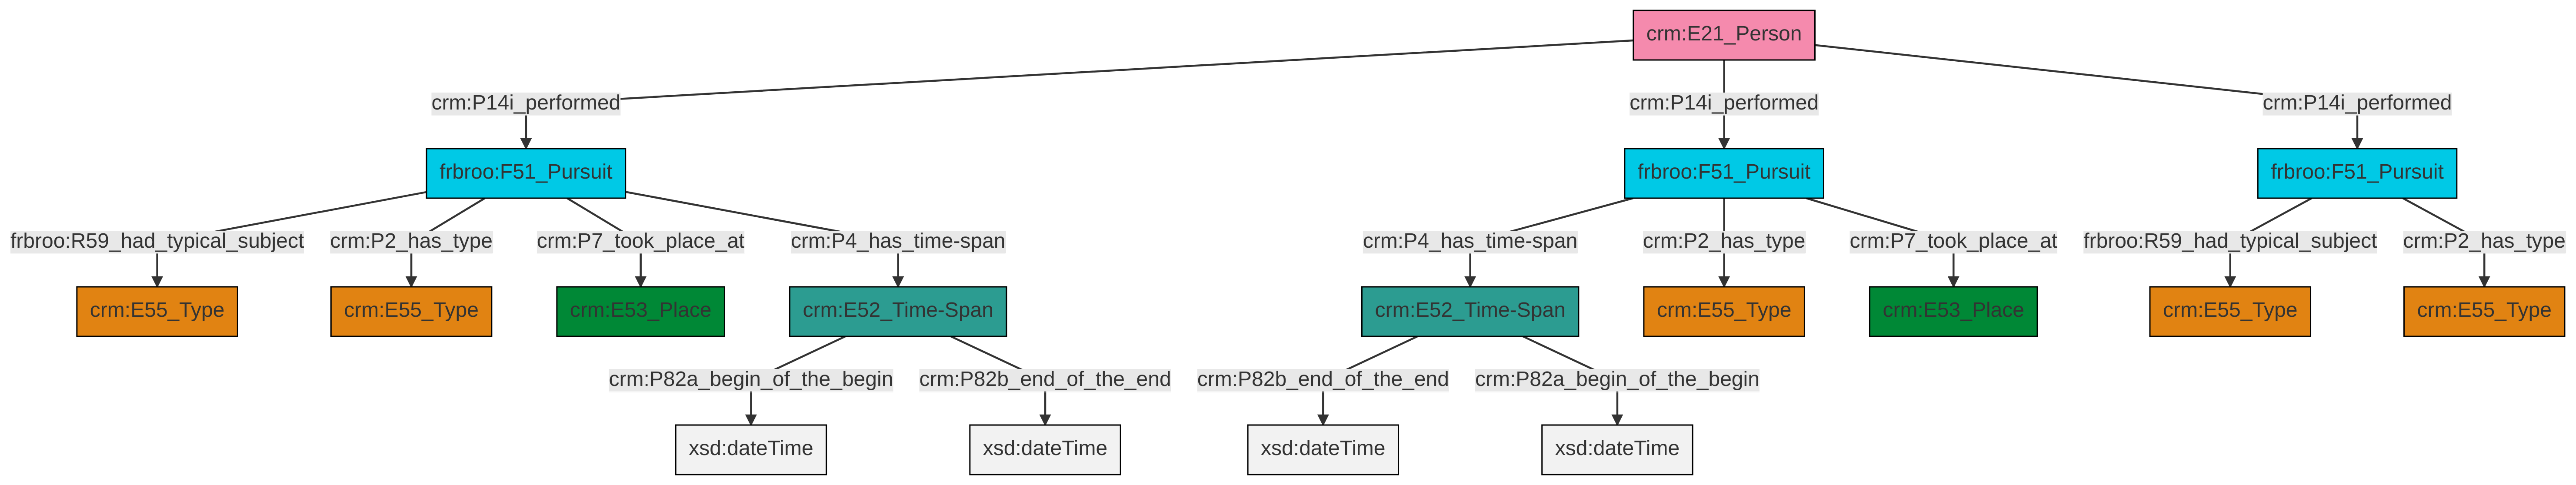 crm:E21_Person
crm:P14i_performed crm:P14i_performed crm:P14i_performed
frbroo:F51_Pursuit frbroo:F51_Pursuit frbroo:F51_Pursuit
frbroo:R59_had_typical_subject crm:P2_has_type crm:P7_took_place_at crm:P4_has_time-span crm:P4_has_time-span crm:P2_has_type crm:P7_took_place_at frbroo:R59_had_typical_subject crm:P2_has_type
crm:E55_Type crm:E55_Type crm:E53_Place crm:E52_Time-Span crm:E52_Time-Span crm:E55_Type crm:E53_Place crm:E55_Type crm:E55_Type
crm:P82a_begin_of_the_begin crm:P82b_end_of_the_end crm:P82b_end_of_the_end crm:P82a_begin_of_the_begin
xsd:dateTime xsd:dateTime xsd:dateTime xsd:dateTime